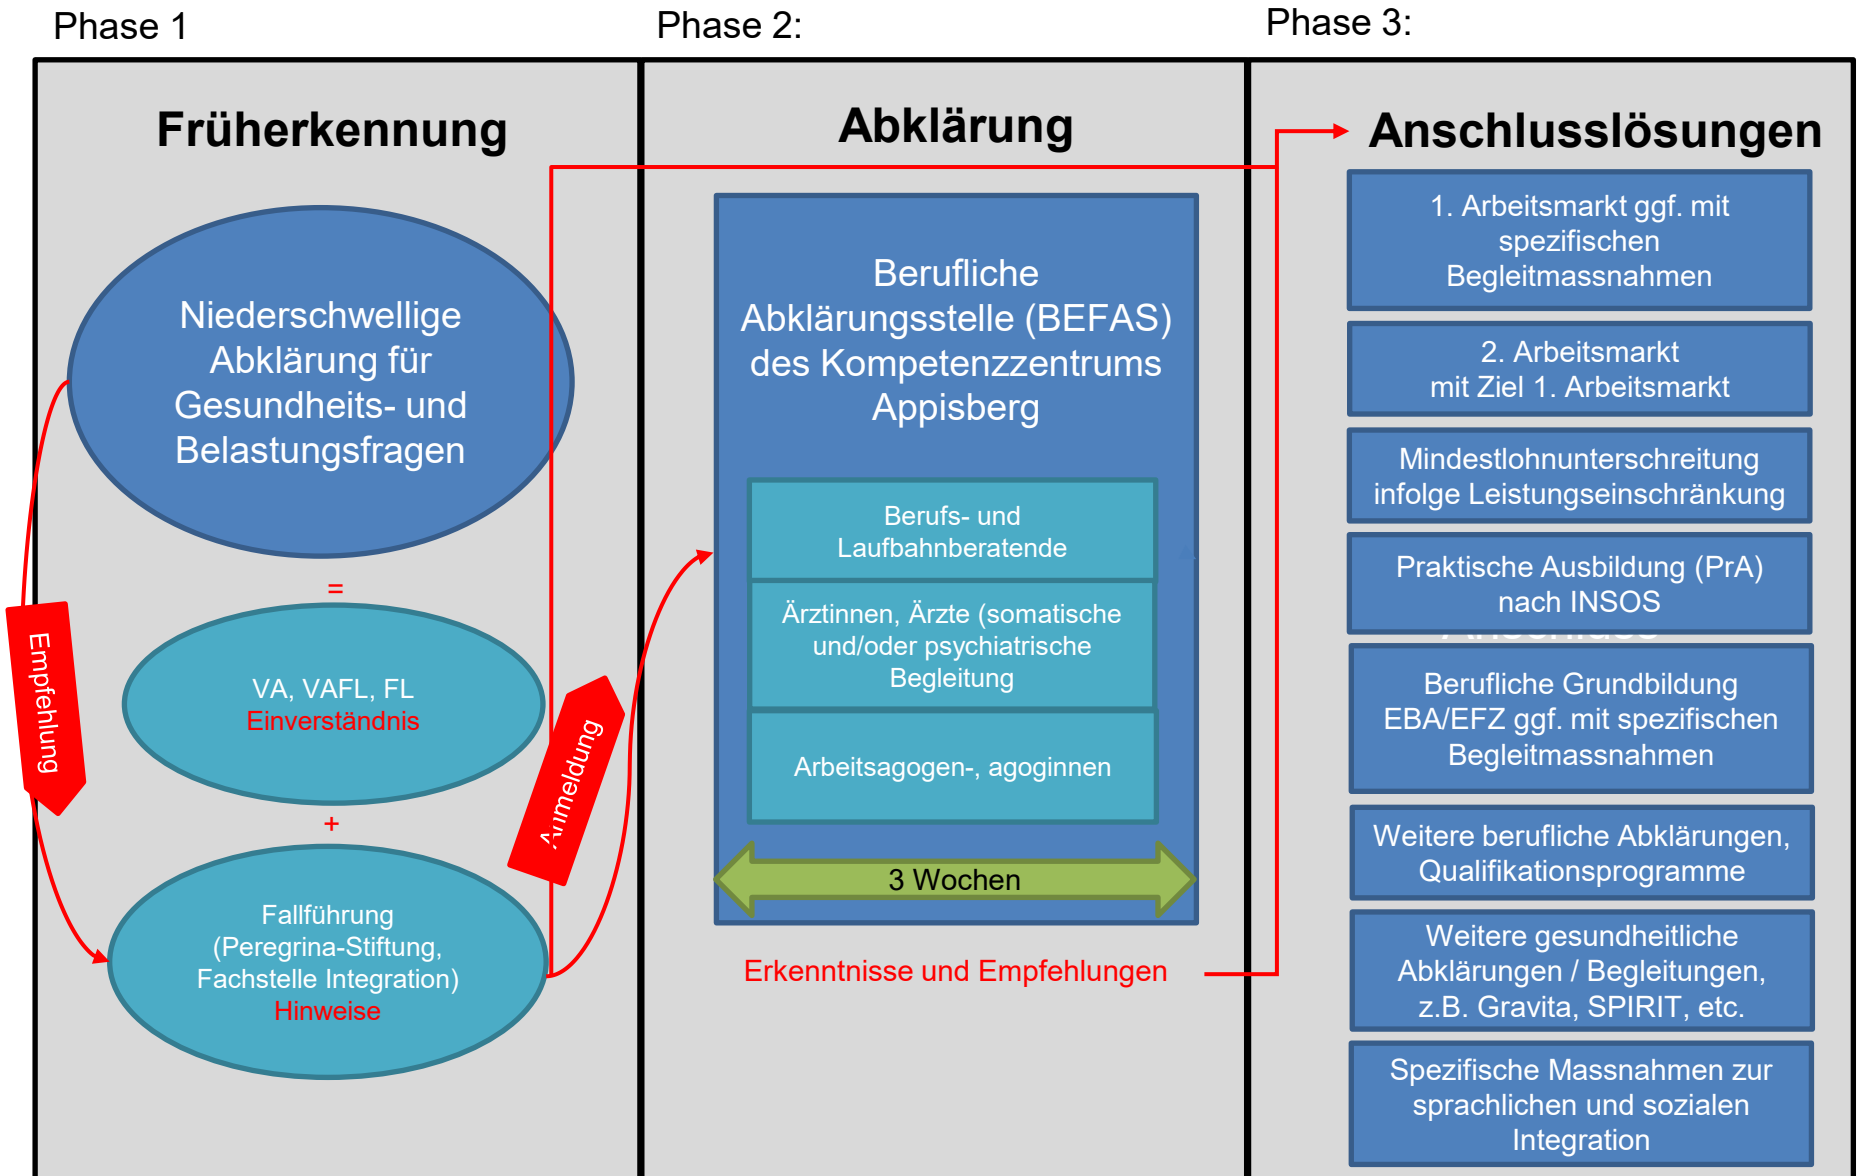 Phase 1
Phase 2:
Phase 3:
Früherkennung
Niederschwellige
Abklärung für
Gesundheits- und
Belastungsfragen
=
Empfehlung
VA, VAFL, FL
Einverständnis
+
Fallführung
(Peregrina-Stiftung,
Fachstelle Integration)
Hinweise
Anmeldung
Abklärung
Berufliche
Abklärungsstelle (BEFAS)
des Kompetenzzentrums
Appisberg
Berufs- und
Laufbahnberatende
Ärztinnen, Ärzte (somatische
und/oder psychiatrische
Begleitung
Arbeitsagogen-, agoginnen
3 Wochen
Erkenntnisse und Empfehlungen
Anschlusslösungen
1. Arbeitsmarkt ggf. mit
spezifischen
Begleitmassnahmen
2. Arbeitsmarkt
mit Ziel 1. Arbeitsmarkt
Mindestlohnunterschreitung
infolge Leistungseinschränkung
Praktische Ausbildung (PrA)
nach INSOS
Berufliche Grundbildung
EBA/EFZ ggf. mit spezifischen
Begleitmassnahmen
Weitere berufliche Abklärungen,
Qualifikationsprogramme
Weitere gesundheitliche
Abklärungen / Begleitungen,
z.B. Gravita, SPIRIT, etc.
Spezifische Massnahmen zur
sprachlichen und sozialen
Integration